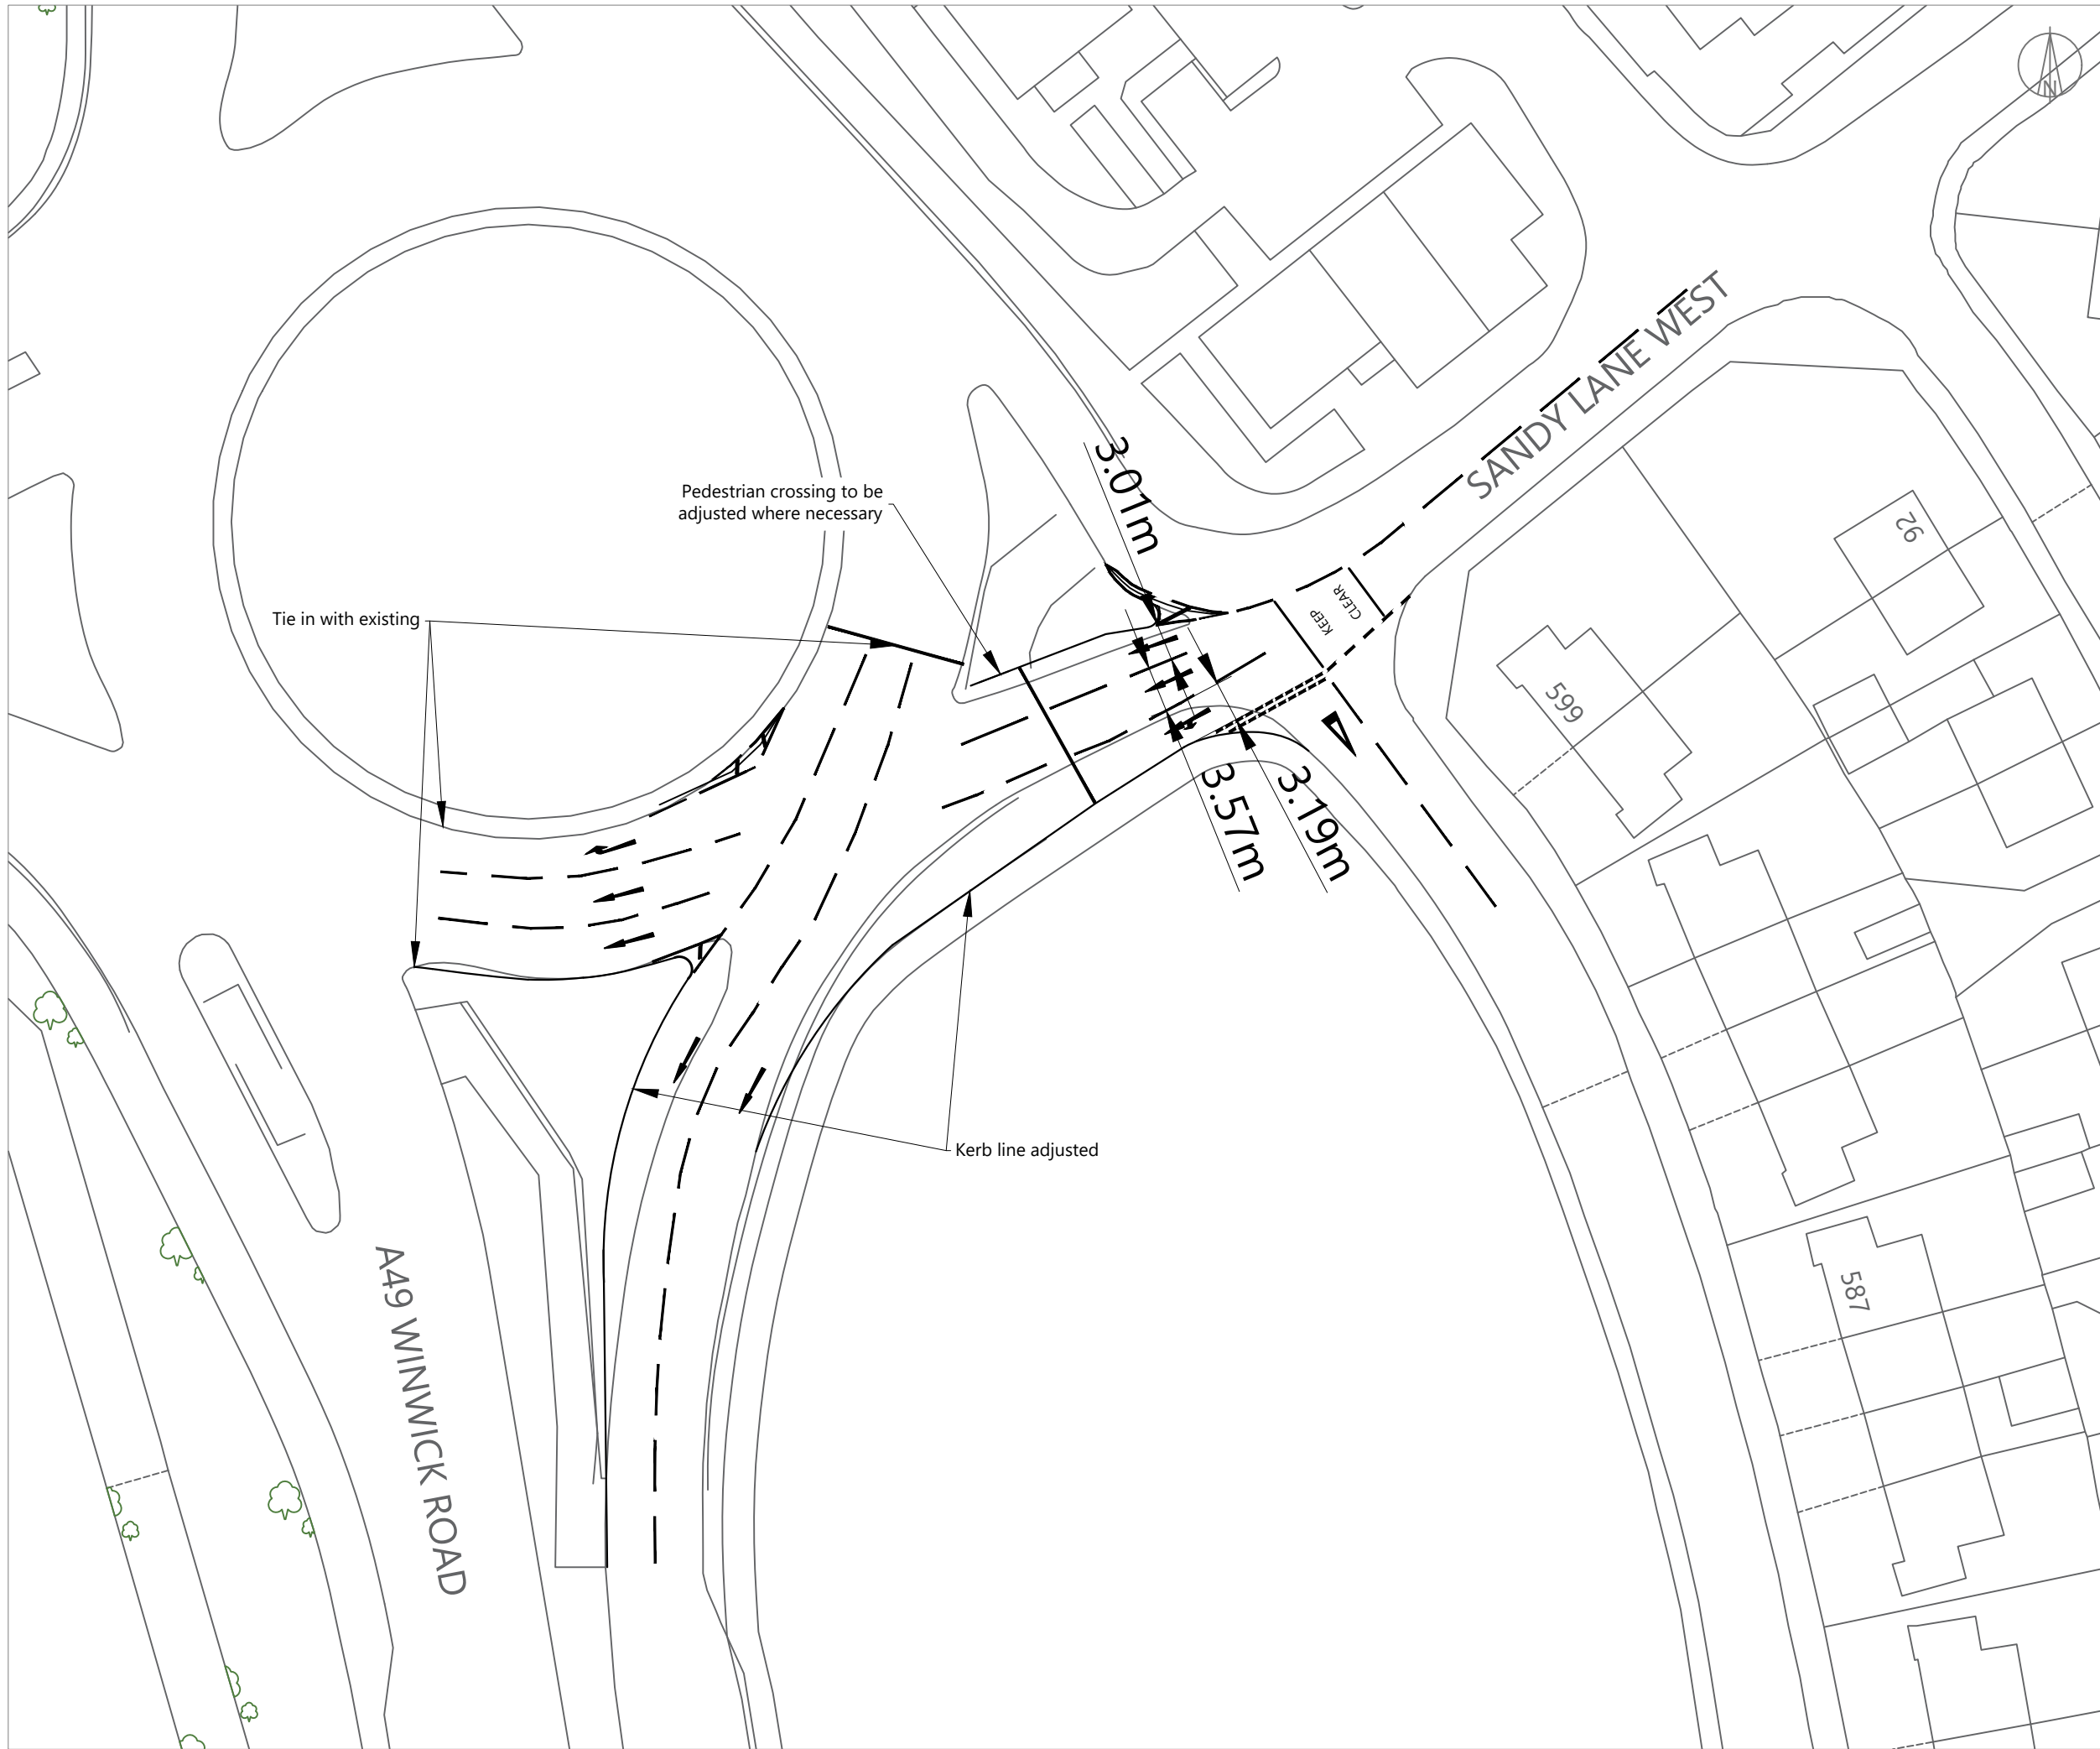 N
SANDY LANE WEST
3.01m
Pedestrian crossing to be
adjusted where necessary
92
KEEP
CLEAR
Tie in with existing
599
3.57m
3.19m
Kerb line adjusted
587
A49 WINWICK ROAD